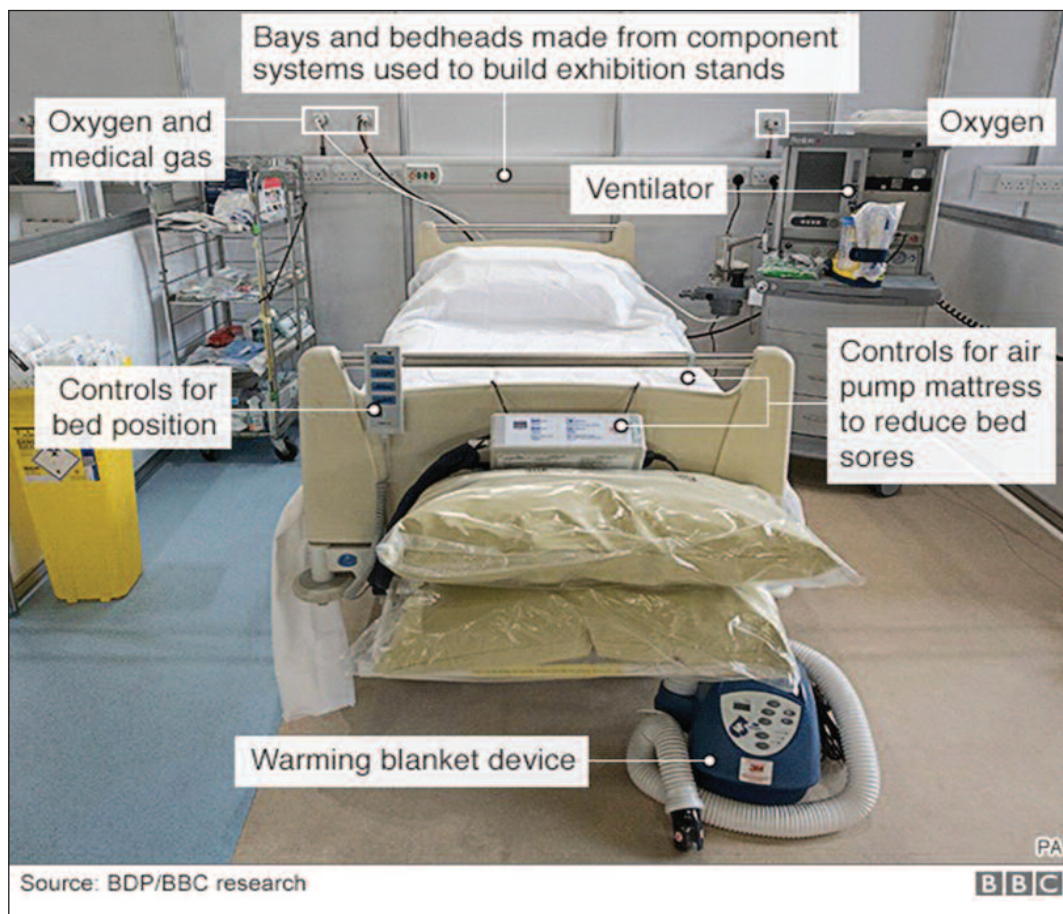 Bays and bedheads made from component
systems used to build exhibition stands
Oxygen and
medical gas
Oxygen
Ventilator
Controls for
bed position
Controls for air
pump mattress
to reduce bed
sores
Warming blanket device
3M
PA
Source: BDP/BBC research
BBC